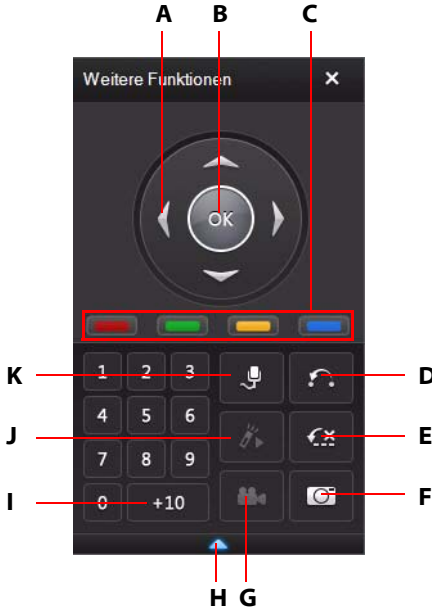 A B C
Weitere Funktionen ×
OK
K 1 2 3 D
4 5 6
J E
7 8 9
I 0 +10 F
H G